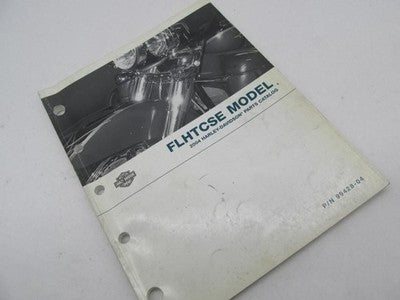 FLHTCSE MODEL
2004 HARLEY-DAVIDSON® PARTS CATALOG
P/N 99428-04